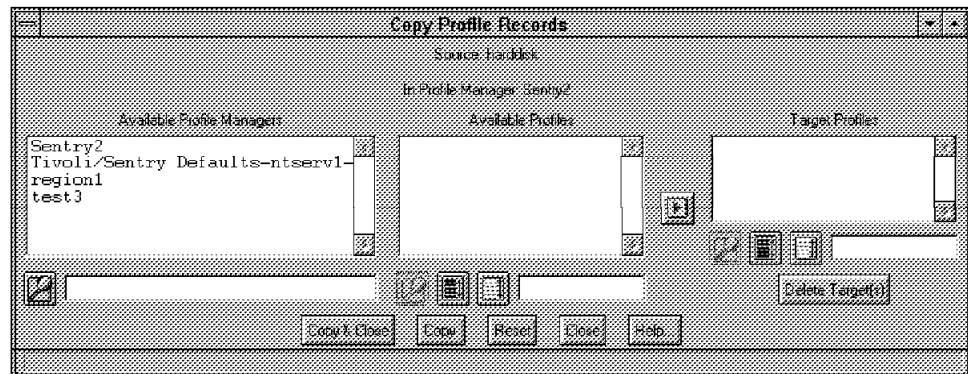 Copy Profile Records
Source: harddisk
In Profile Manager: Sentry2
Available Profile Managers
Available Profiles
Target Profiles
Sentry2
Tivoli/Sentry Defaults-ntserv1-
region1
test3
Delete Target(s)
Copy & Close
Copy
Reset
Close
Help...